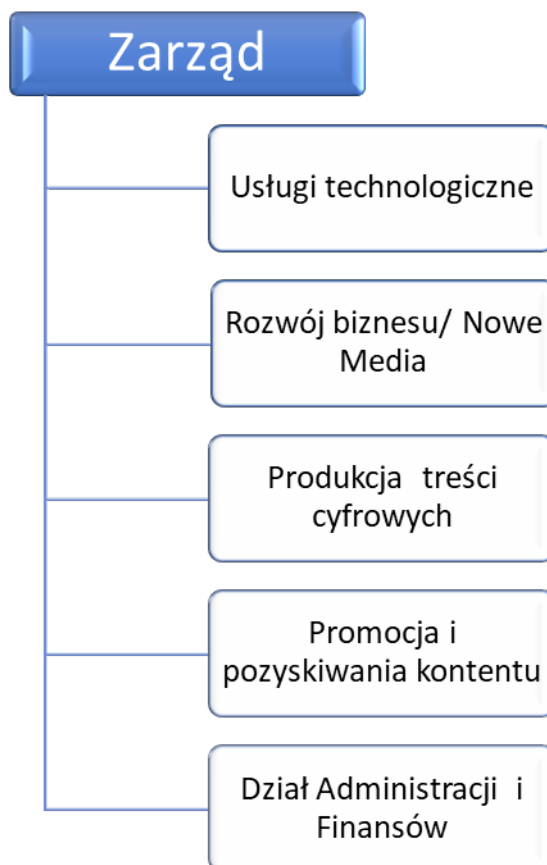 Zarząd
Usługi technologiczne
Rozwój biznesu/ Nowe
Media
Produkcja treści
cyfrowych
Promocja i
pozyskiwania kontentu
Dział Administracji i
Finansów